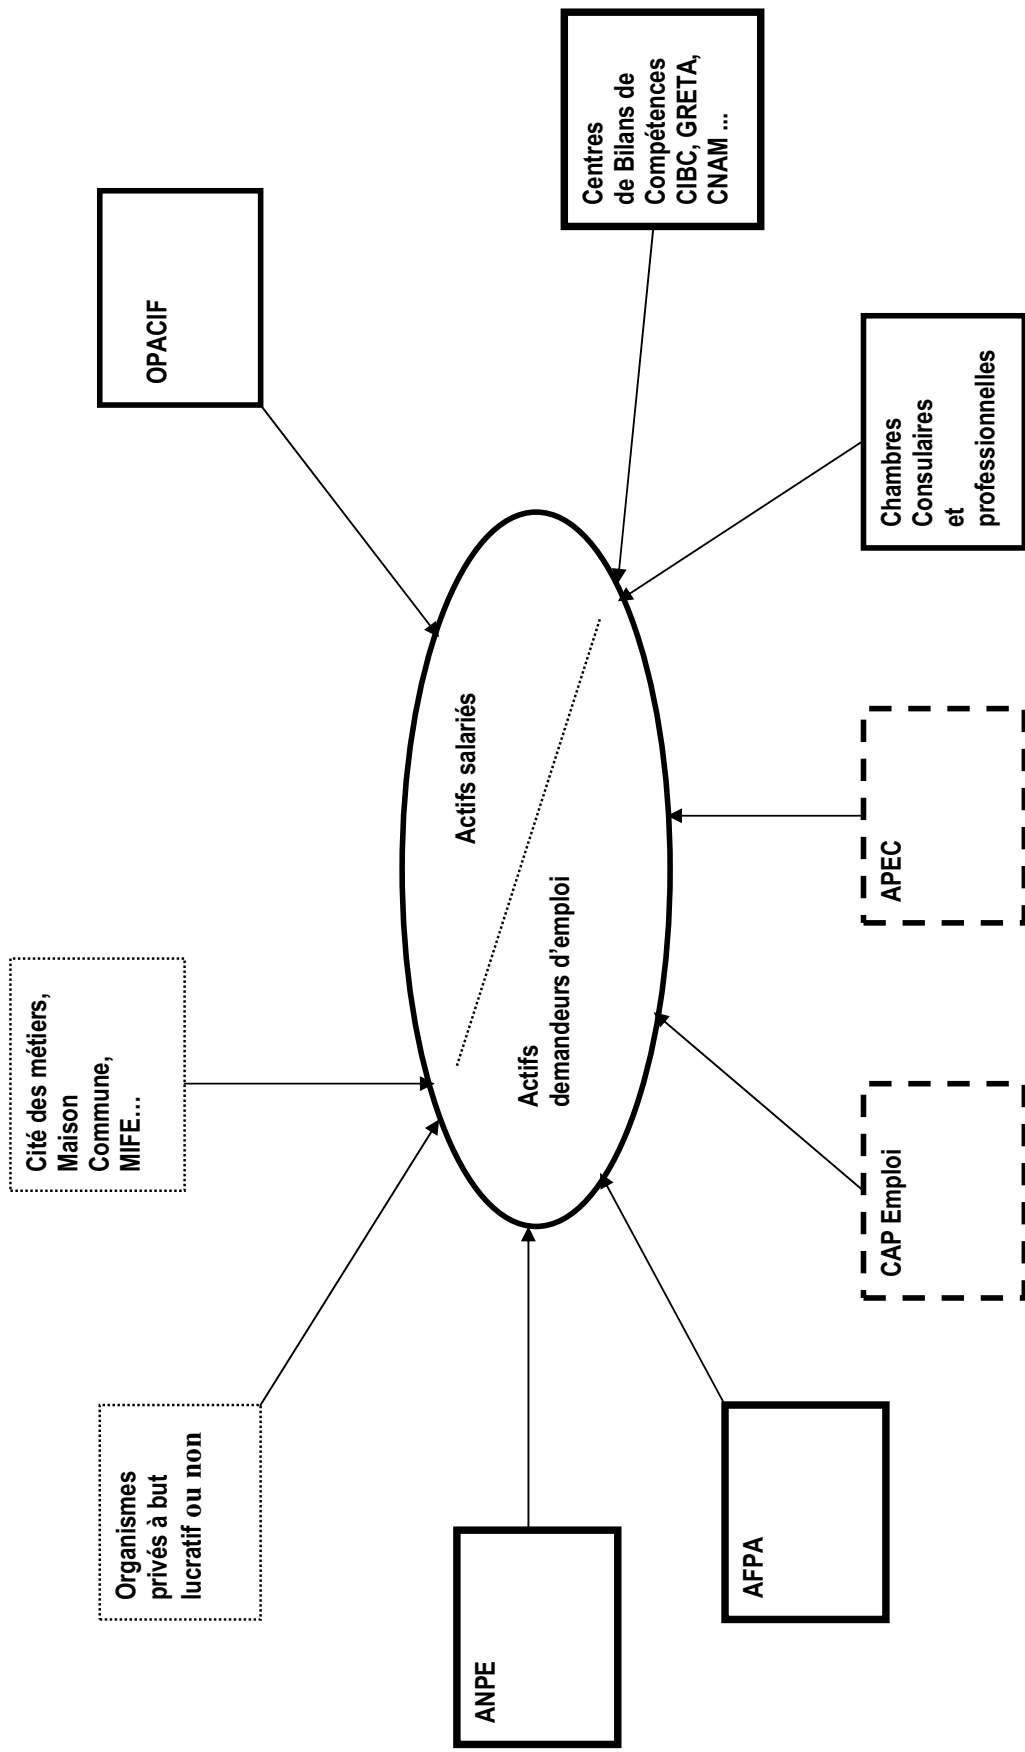 Organismes
privés à but
lucratif ou non
Cité des métiers,
Maison
Commune,
MIFE…
OPACIF
ANPE
Actifs salariés
Actifs
demandeurs d’emploi
Centres
de Bilans de
Compétences
CIBC, GRETA,
CNAM ...
AFPA
CAP Emploi
APEC
Chambres
Consulaires
et
professionnelles